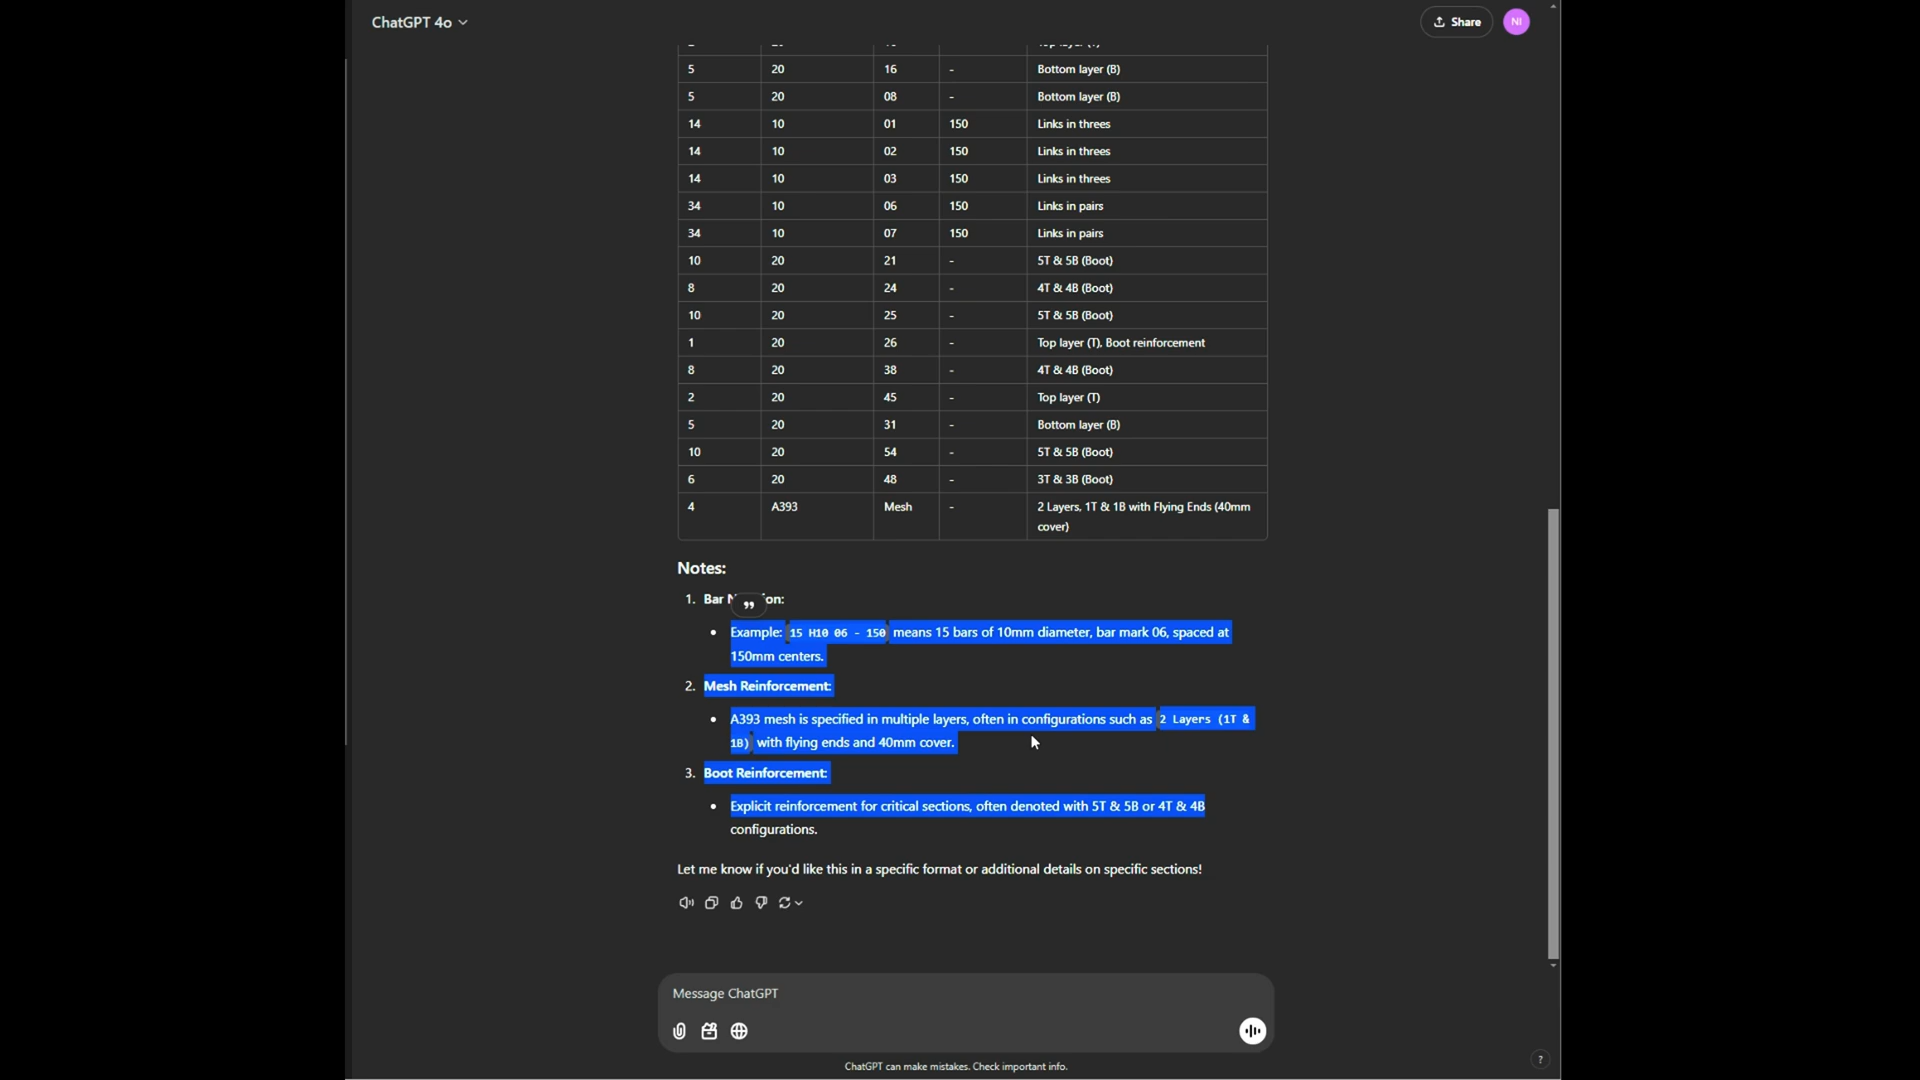 ChatGPT 4o
Share
NI
5 20 16 - Bottom layer (B)
5 20 08 - Bottom layer (B)
14 10 01 150 Links in threes
14 10 02 150 Links in threes
14 10 03 150 Links in threes
34 10 06 150 Links in pairs
34 10 07 150 Links in pairs
10 20 21 - 5T & 5B (Boot)
8 20 24 - 4T & 4B (Boot)
10 20 25 - 5T & 5B (Boot)
1 20 26 - Top layer (T), Boot reinforcement
8 20 38 - 4T & 4B (Boot)
2 20 45 - Top layer (T)
5 20 31 - Bottom layer (B)
10 20 54 - 5T & 5B (Boot)
6 20 48 - 3T & 3B (Boot)
4 A393 Mesh - 2 Layers, 1T & 1B with Flying Ends (40mm
cover)
Notes:
1. Bar
• Example: 15 H10 06 - 150 means 15 bars of 10mm diameter, bar mark 06, spaced at
150mm centers.
2. Mesh Reinforcement:
• A393 mesh is specified in multiple layers, often in configurations such as 2 Layers (1T &
1B) with flying ends and 40mm cover.
3. Boot Reinforcement:
• Explicit reinforcement for critical sections, often denoted with 5T & 5B or 4T & 4B
configurations.
Let me know if you'd like this in a specific format or additional details on specific sections!
Message ChatGPT
ChatGPT can make mistakes. Check important info.
?